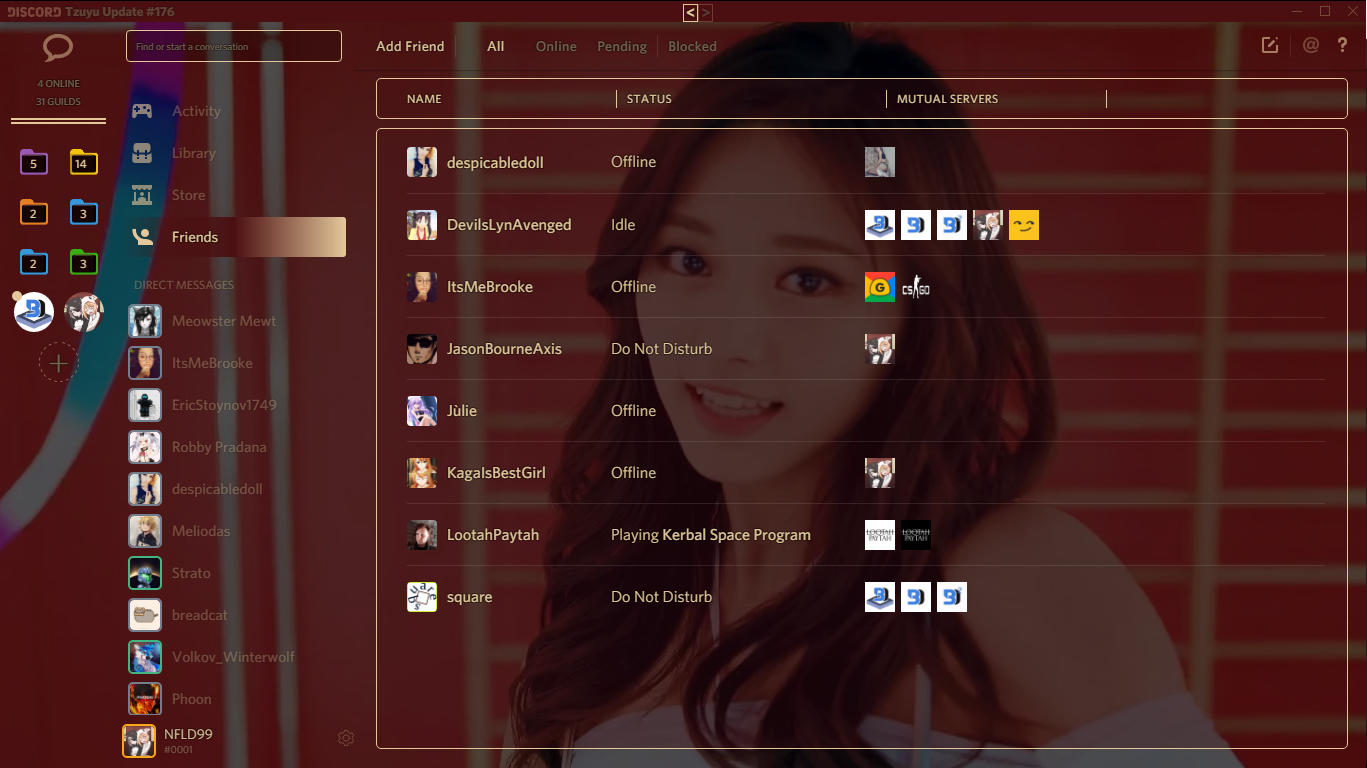 DISCORD Tzuyu Update #176
< >
4 ONLINE
31 GUILDS
5
14
2
3
2
3
Find or start a conversation
Activity
Library
Store
Friends
DIRECT MESSAGES
Meowster Mewt
ItsMeBrooke
EricStoynov1749
Robby Pradana
despicabledoll
Meliodas
Strato
breadcat
Volkov_Winterwolf
Phoon
NFLD99
#0001
Add Friend All Online Pending Blocked @ ?
NAME STATUS MUTUAL SERVERS
despicabledoll Offline
DevilsLynAvenged Idle
ItsMeBrooke Offline G CS GO
JasonBourneAxis Do Not Disturb
Jùlie Offline
KagaIsBestGirl Offline
LootahPaytah Playing Kerbal Space Program LOOTAH PAYTAH LOOTAH PAYTAH
square Do Not Disturb